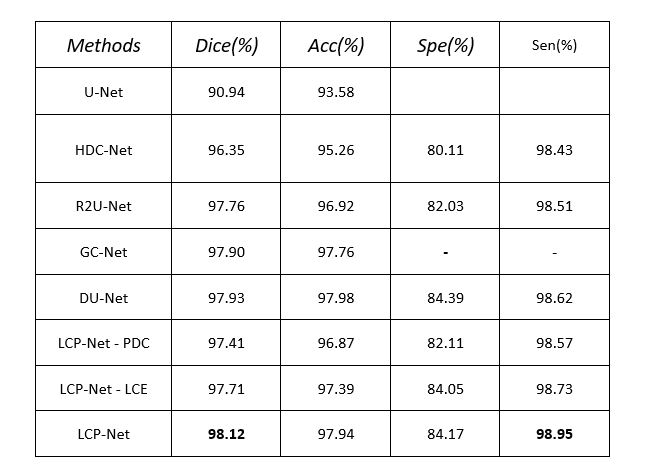 Methods Dice(%) Acc(%) Spe(%) Sen(%)
U-Net 90.94 93.58
HDC-Net 96.35 95.26 80.11 98.43
R2U-Net 97.76 96.92 82.03 98.51
GC-Net 97.90 97.76 - -
DU-Net 97.93 97.98 84.39 98.62
LCP-Net - PDC 97.41 96.87 82.11 98.57
LCP-Net - LCE 97.71 97.39 84.05 98.73
LCP-Net 98.12 97.94 84.17 98.95